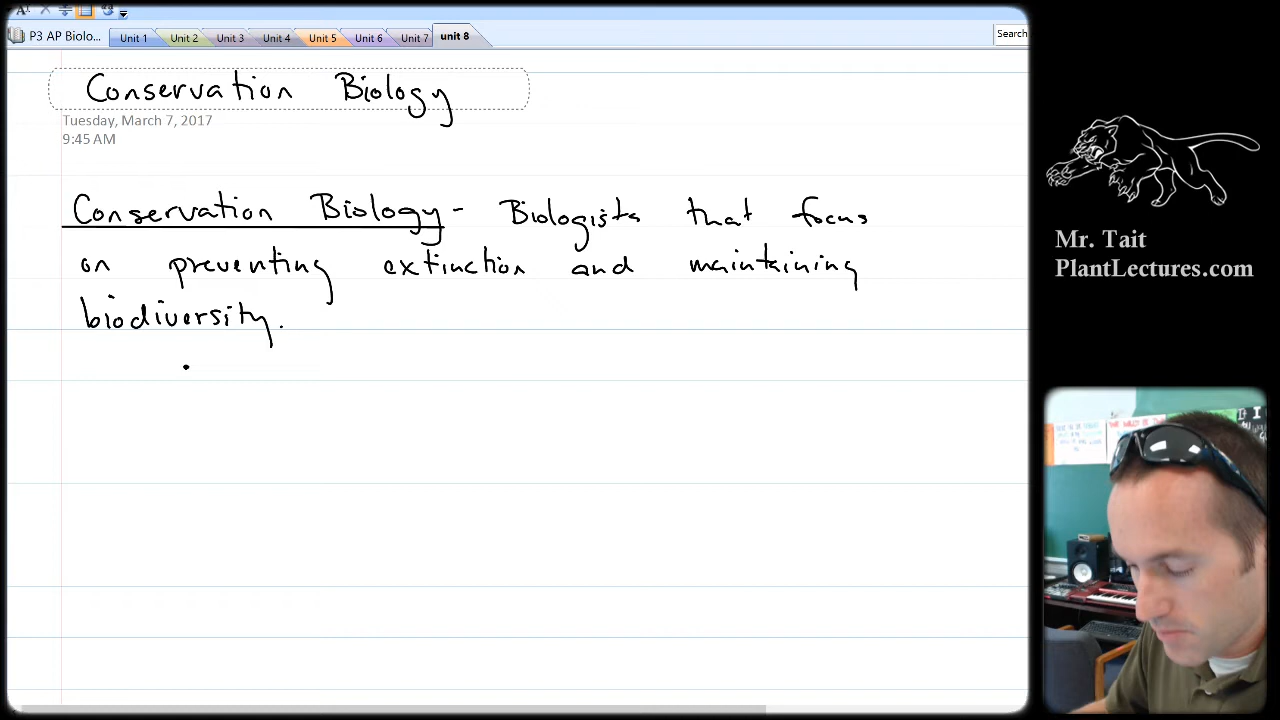 P3 AP Biolo...
Unit 1
Unit 2
Unit 3
Unit 4
Unit 5
Unit 6
Unit 7
unit 8
Search
Conservation Biology
Tuesday, March 7, 2017
9:45 AM
Conservation Biology - Biologists that focus
on preventing extinction and maintaining
biodiversity.
Mr. Tait
PlantLectures.com